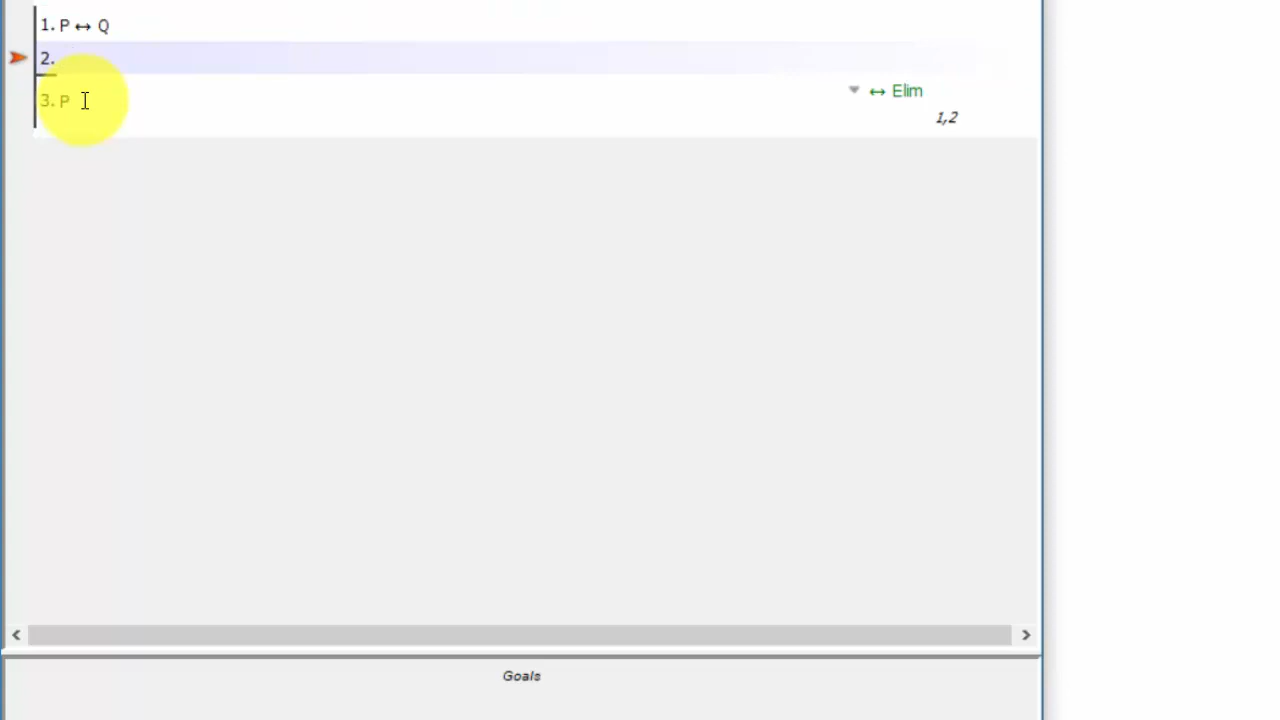 1. P ↔ Q
2.
3. P ↔ Elim
1,2
Goals